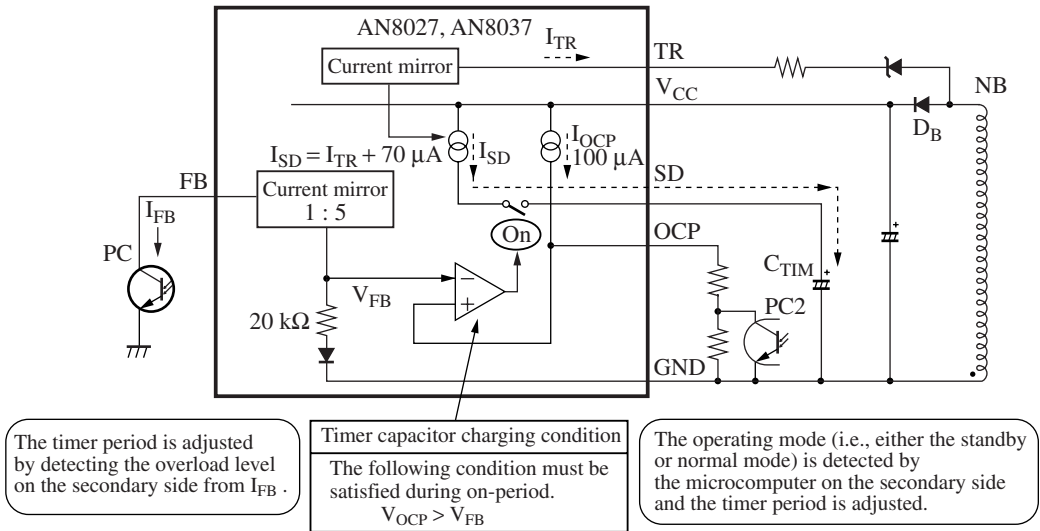 AN8027, AN8037
I_TR
TR
Current mirror
V_CC
NB
D_B
I_SD
I_OCP
100 µA
I_SD = I_TR + 70 µA
SD
FB
Current mirror
1 : 5
I_FB
PC
On
OCP
C_TIM
+
+
V_FB
−
+
PC2
20 kΩ
GND
The timer period is adjusted
by detecting the overload level
on the secondary side from I_FB .
Timer capacitor charging condition
The following condition must be
satisfied during on-period.
V_OCP > V_FB
The operating mode (i.e., either the standby
or normal mode) is detected by
the microcomputer on the secondary side
and the timer period is adjusted.